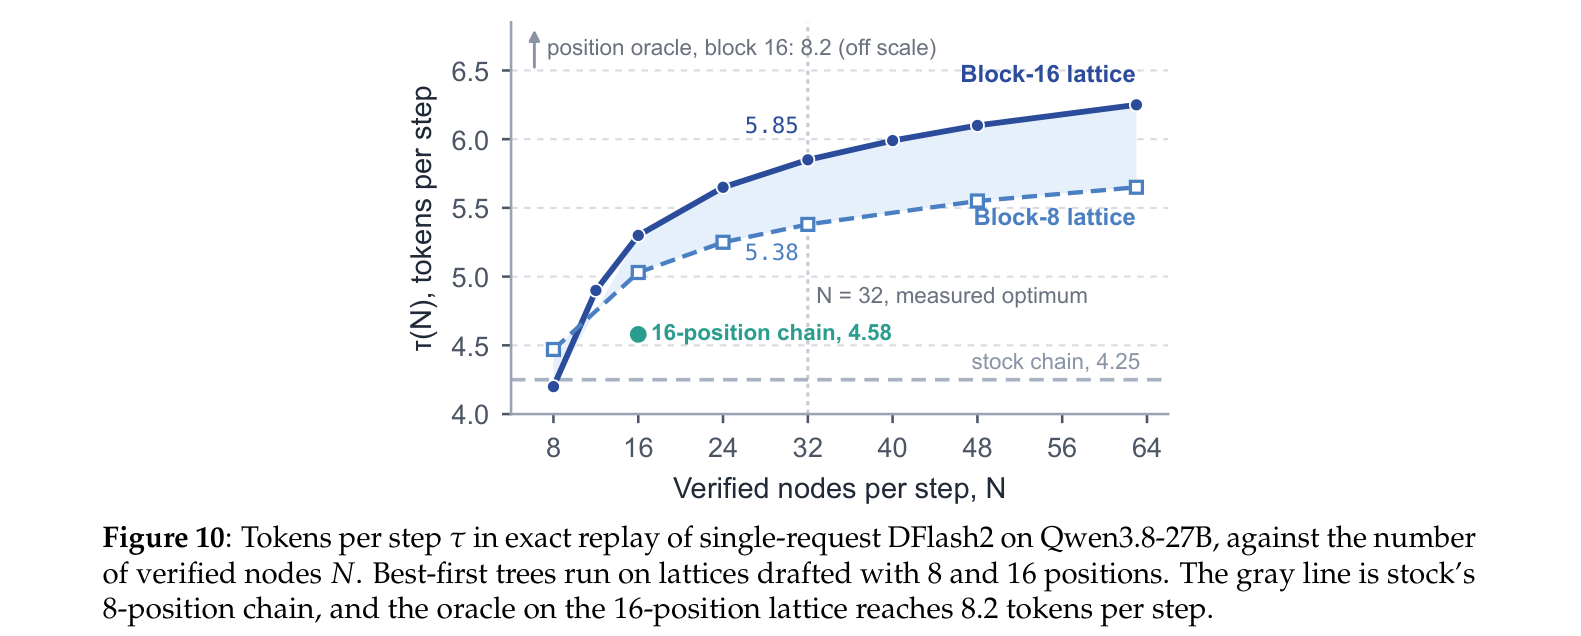 position oracle, block 16: 8.2 (off scale)
Block-16 lattice
6.5
6.0
5.5
5.0
4.5
4.0
τ(N), tokens per step
5.85
Block-8 lattice
5.38
N = 32, measured optimum
16-position chain, 4.58
stock chain, 4.25
8 16 24 32 40 48 56 64
Verified nodes per step, N
Figure 10: Tokens per step τ in exact replay of single-request DFlash2 on Qwen3.8-27B, against the number
of verified nodes N. Best-first trees run on lattices drafted with 8 and 16 positions. The gray line is stock's
8-position chain, and the oracle on the 16-position lattice reaches 8.2 tokens per step.